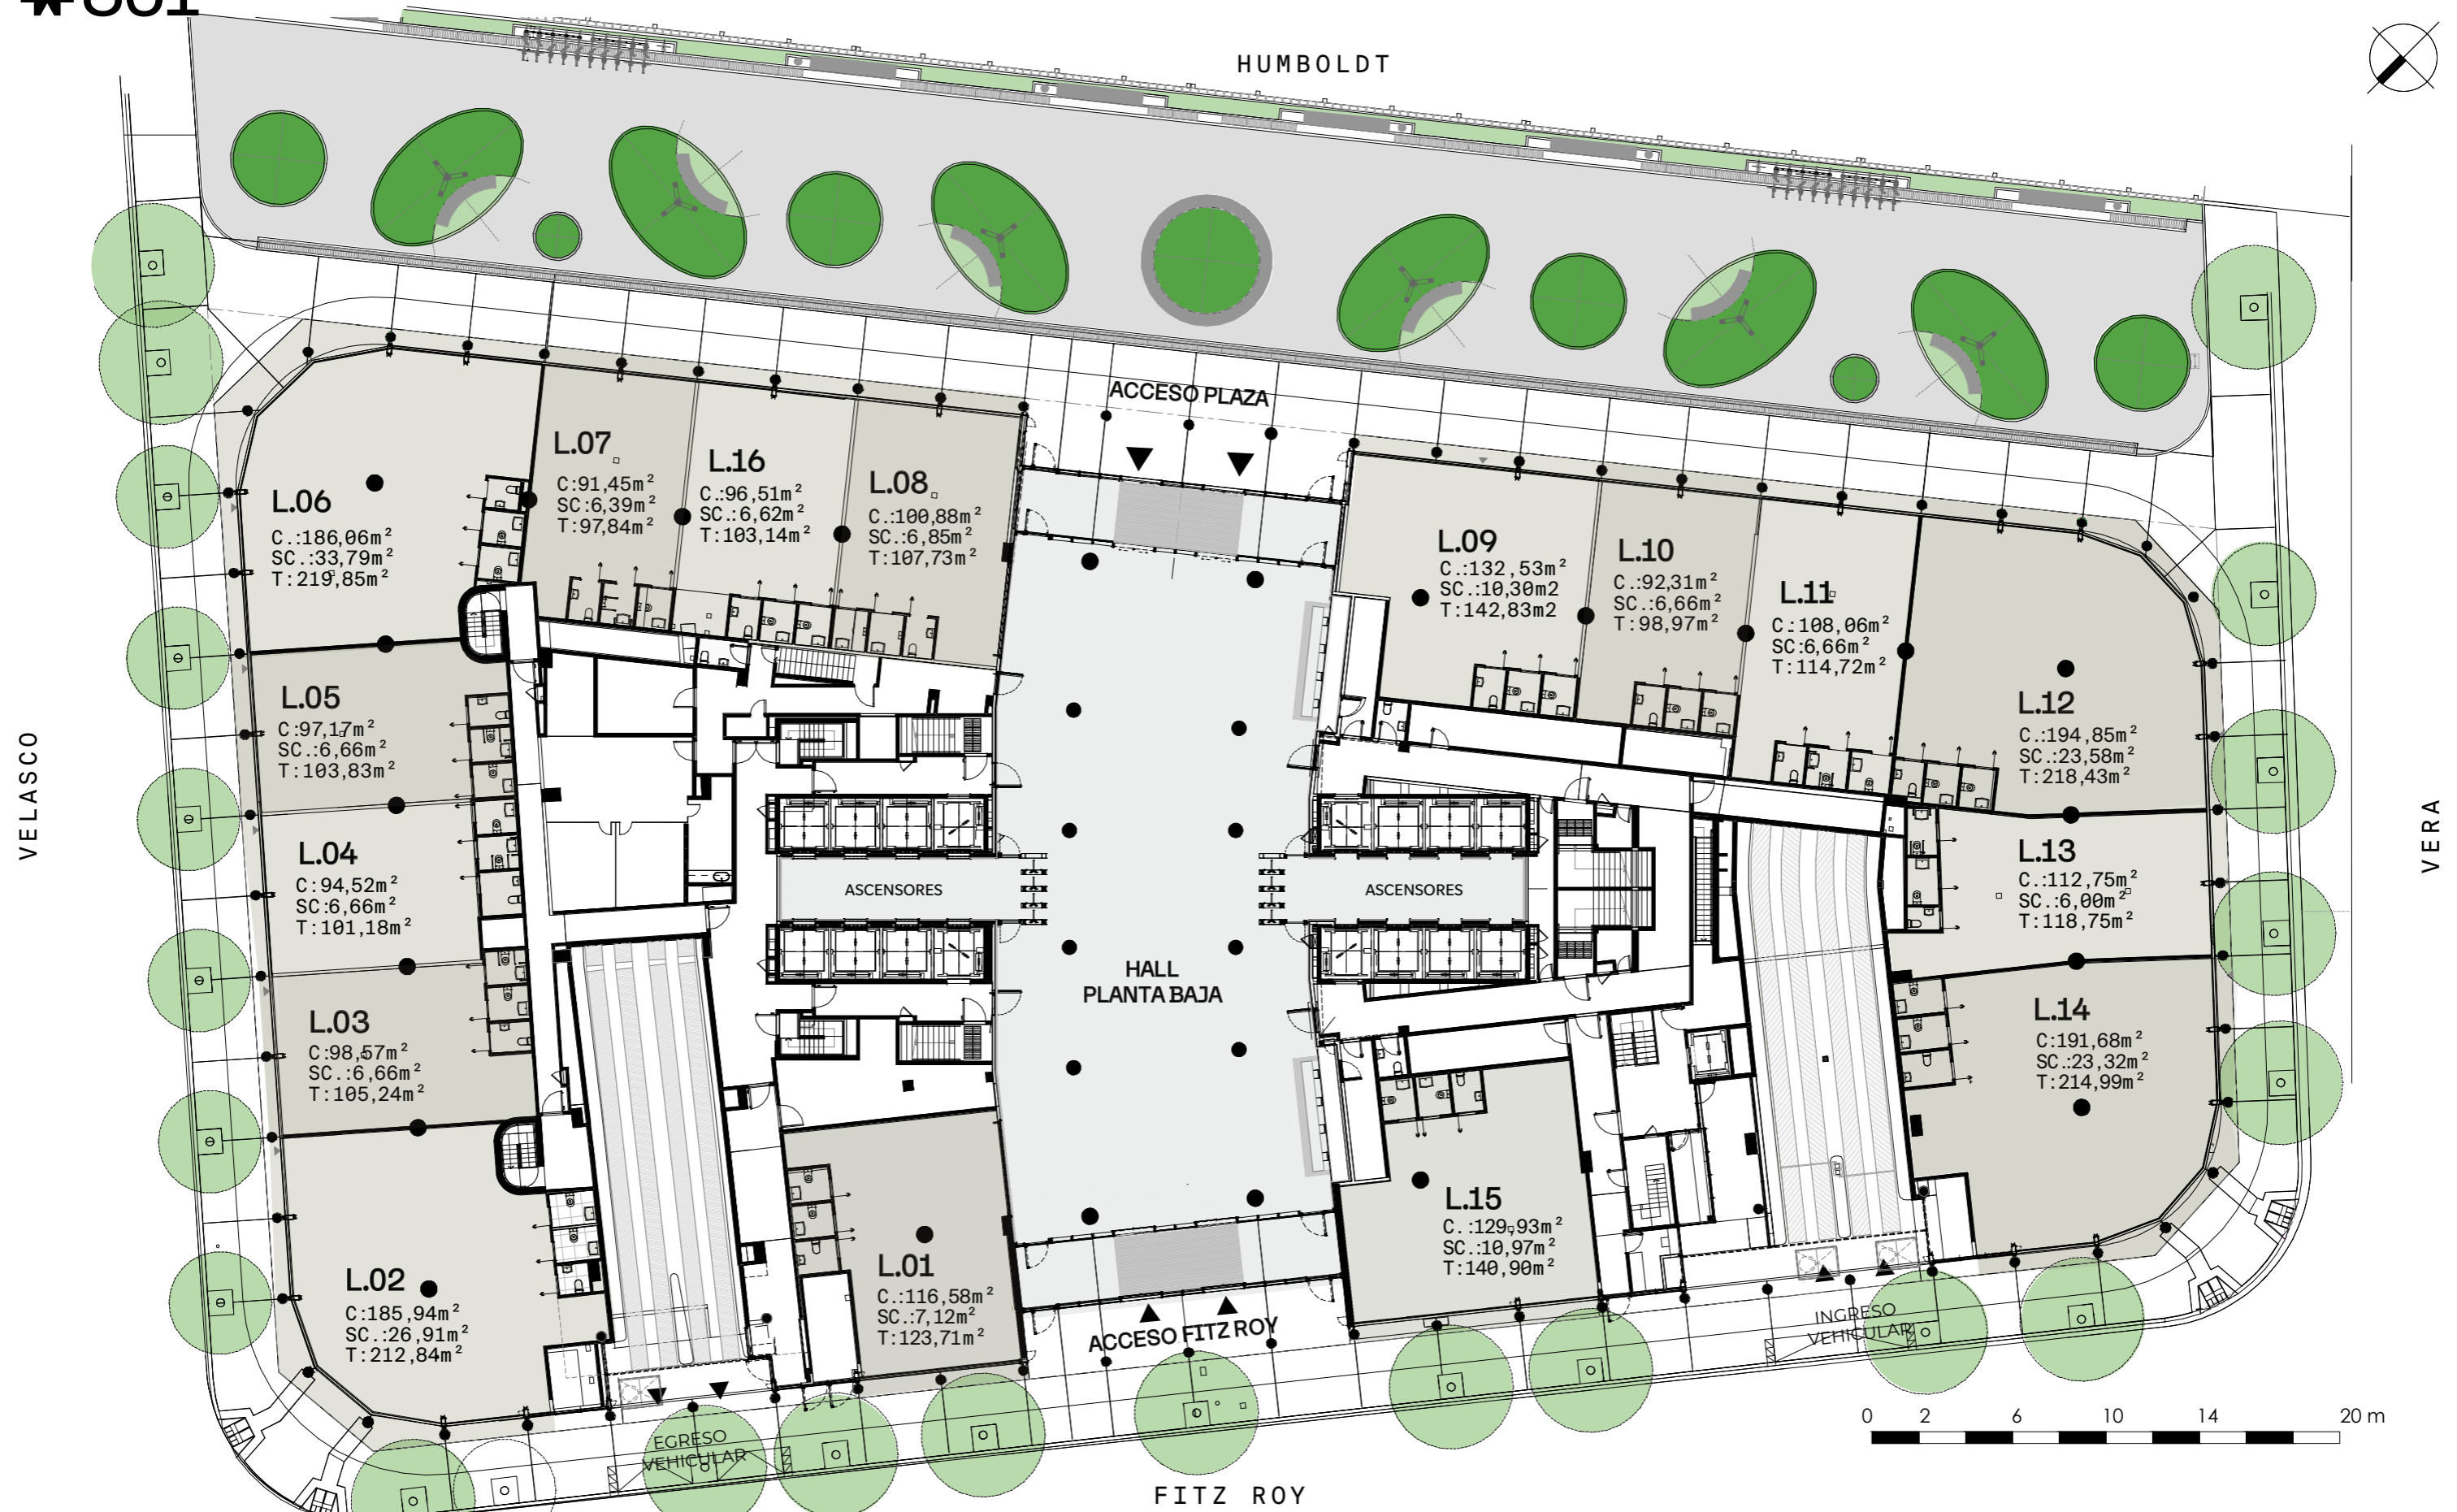 HUMBOLDT
ACCESO PLAZA
L.06
C.:186,06m²
SC.:33,79m²
T:219,85m²
L.07
C:91,45m²
SC:6,39m²
T:97,84m²
L.16
C.:96,51m²
SC.:6,62m²
T:103,14m²
L.08
C.:100,88m²
SC.:6,85m²
T:107,73m²
L.09
C.:132,53m²
SC.:10,30m2
T:142,83m2
L.10
C.:92,31m²
SC.:6,66m²
T:98,97m²
L.11
C.:108,06m²
SC.:6,66m²
T:114,72m²
L.12
C.:194,85m²
SC.:23,58m²
T:218,43m²
L.05
C:97,17m²
SC.:6,66m²
T:103,83m²
VELASCO
VERA
L.04
C:94,52m²
SC:6,66m²
T:101,18m²
ASCENSORES
ASCENSORES
L.13
C.:112,75m²
SC.:6,00m²
T:118,75m²
HALL
PLANTA BAJA
L.03
C:98,57m²
SC.:6,66m²
T:105,24m²
L.14
C:191,68m²
SC.:23,32m²
T:214,99m²
L.15
C.:129,93m²
SC.:10,97m²
T:140,90m²
L.01
C.:116,58m²
SC.:7,12m²
T:123,71m²
L.02
C:185,94m²
SC.:26,91m²
T:212,84m²
ACCESO FITZ ROY
INGRESO
VEHICULAR
EGRESO
VEHICULAR
0 2 6 10 14 20 m
FITZ ROY